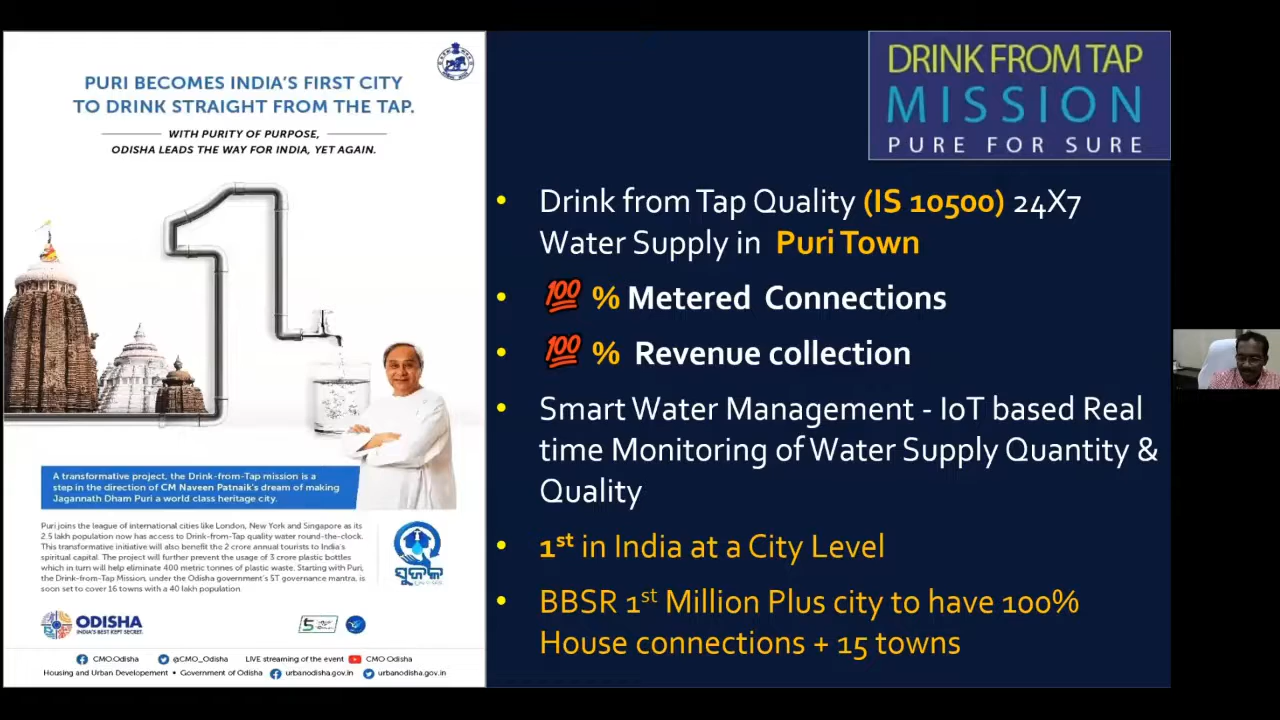 PURI BECOMES INDIA'S FIRST CITY
TO DRINK STRAIGHT FROM THE TAP.
WITH PURITY OF PURPOSE,
ODISHA LEADS THE WAY FOR INDIA, YET AGAIN.
A transformative project, the Drink-from-Tap mission is a
step in the direction of CM Naveen Patnaik's dream of making
Jagannath Dham Puri a world class heritage city.
Puri joins the league of international cities like London, New York and Singapore as its
2.5 lakh population now has access to Drink-from-Tap quality water round-the-clock.
This transformative initiative will also benefit the 2 crore annual tourists to India's
spiritual capital. The project will further prevent the usage of 3 crore plastic bottles
which in turn will help eliminate 400 metric tonnes of plastic waste. Starting with Puri,
the Drink-from-Tap Mission, under the Odisha government's 5T governance mantra, is
soon set to cover 16 towns with a 40 lakh population.
ସୁଜଳ
ODISHA
INDIA'S BEST KEPT SECRET.
CMO.Odisha @CMO_Odisha LIVE streaming of the event CMO Odisha
Housing and Urban Developement • Government of Odisha urbanodisha.gov.in urbanodisha.gov.in
DRINK FROM TAP
MISSION
PURE FOR SURE
• Drink from Tap Quality (IS 10500) 24X7
Water Supply in Puri Town
• 💯 % Metered Connections
• 💯 % Revenue collection
• Smart Water Management - IoT based Real
time Monitoring of Water Supply Quantity &
Quality
• 1st in India at a City Level
• BBSR 1st Million Plus city to have 100%
House connections + 15 towns